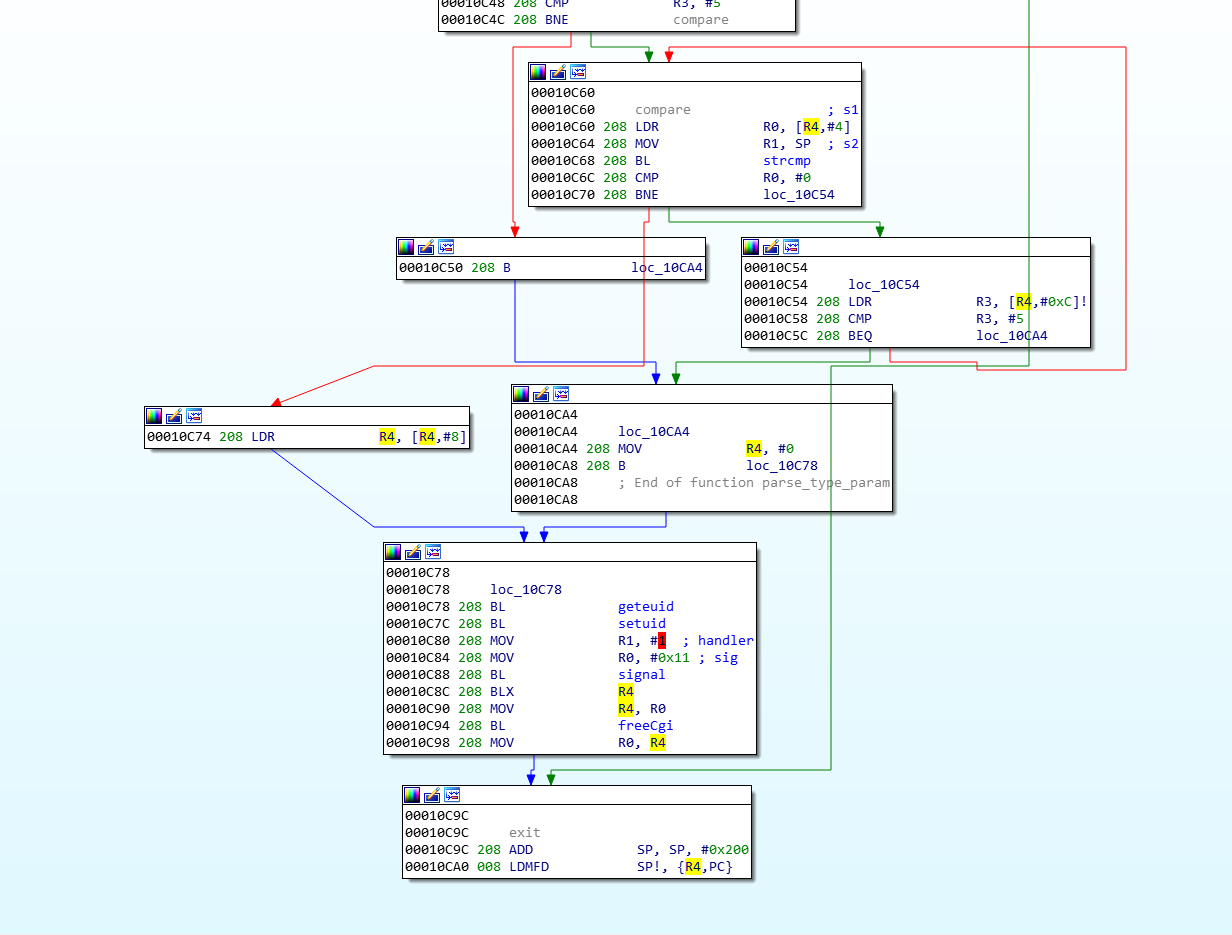 00010C48 208 CMP R3, #5
00010C4C 208 BNE compare
00010C60
00010C60 compare ; s1
00010C60 208 LDR R0, [R4,#4]
00010C64 208 MOV R1, SP ; s2
00010C68 208 BL strcmp
00010C6C 208 CMP R0, #0
00010C70 208 BNE loc_10C54
00010C50 208 B loc_10CA4
00010C54
00010C54 loc_10C54
00010C54 208 LDR R3, [R4,#0xC]!
00010C58 208 CMP R3, #5
00010C5C 208 BEQ loc_10CA4
00010C74 208 LDR R4, [R4,#8]
00010CA4
00010CA4 loc_10CA4
00010CA4 208 MOV R4, #0
00010CA8 208 B loc_10C78
00010CA8 ; End of function parse_type_param
00010CA8
00010C78
00010C78 loc_10C78
00010C78 208 BL geteuid
00010C7C 208 BL setuid
00010C80 208 MOV R1, #1 ; handler
00010C84 208 MOV R0, #0x11 ; sig
00010C88 208 BL signal
00010C8C 208 BLX R4
00010C90 208 MOV R4, R0
00010C94 208 BL freeCgi
00010C98 208 MOV R0, R4
00010C9C
00010C9C exit
00010C9C 208 ADD SP, SP, #0x200
00010CA0 008 LDMFD SP!, {R4,PC}